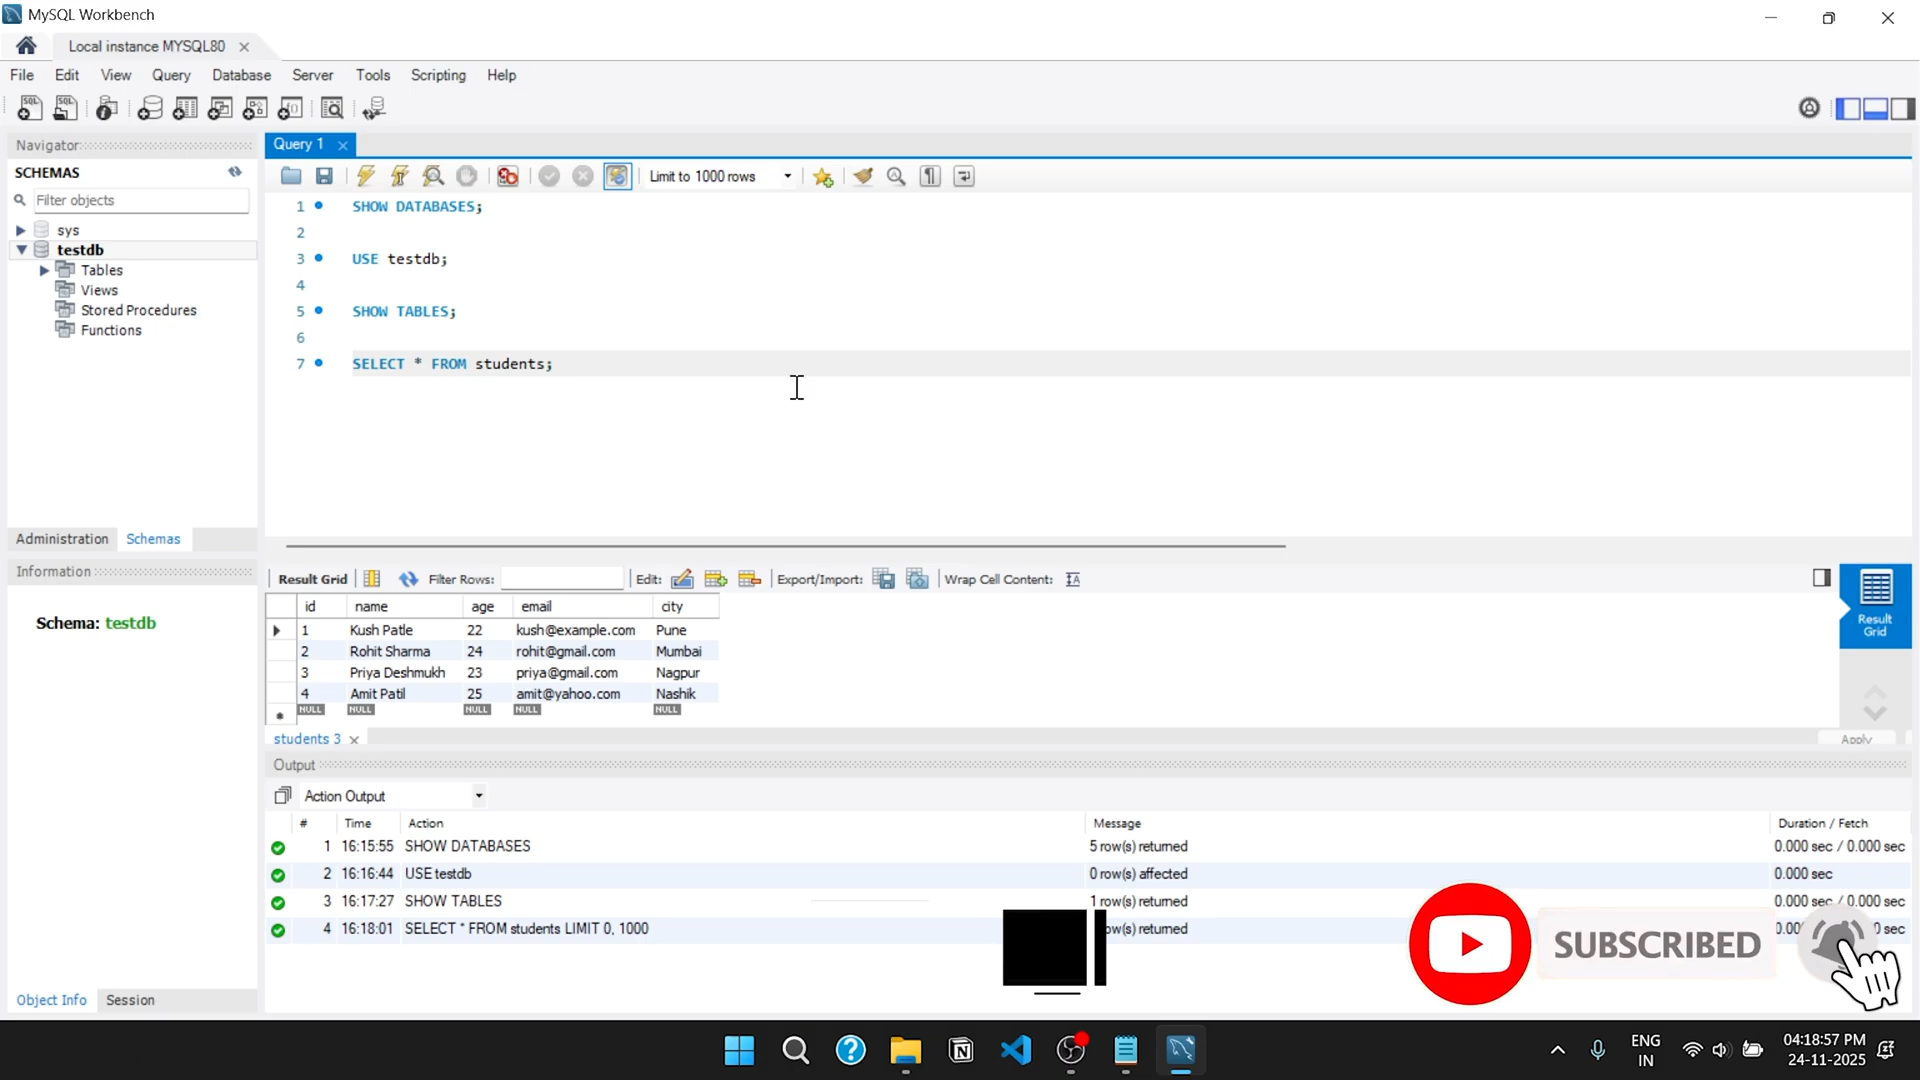 MySQL Workbench
Local instance MYSQL80
File Edit View Query Database Server Tools Scripting Help
Navigator
Query 1
SCHEMAS
Limit to 1000 rows
Filter objects
sys
testdb
Tables
Views
Stored Procedures
Functions
1 SHOW DATABASES;
2
3 USE testdb;
4
5 SHOW TABLES;
6
7 SELECT * FROM students;
Administration Schemas
Information
Schema: testdb
Result Grid Filter Rows: Edit: Export/Import: Wrap Cell Content:
id name age email city
1 Kush Patle 22 kush@example.com Pune
2 Rohit Sharma 24 rohit@gmail.com Mumbai
3 Priya Deshmukh 23 priya@gmail.com Nagpur
4 Amit Patil 25 amit@yahoo.com Nashik
NULL NULL NULL NULL NULL
Result
Grid
students 3
Apply
Output
Action Output
# Time Action Message Duration / Fetch
1 16:15:55 SHOW DATABASES 5 row(s) returned 0.000 sec / 0.000 sec
2 16:16:44 USE testdb 0 row(s) affected 0.000 sec
3 16:17:27 SHOW TABLES 1 row(s) returned 0.000 sec / 0.000 sec
4 16:18:01 SELECT * FROM students LIMIT 0, 1000 returned sec
SUBSCRIBED
Object Info Session
ENG
IN
04:18:57 PM
24-11-2025